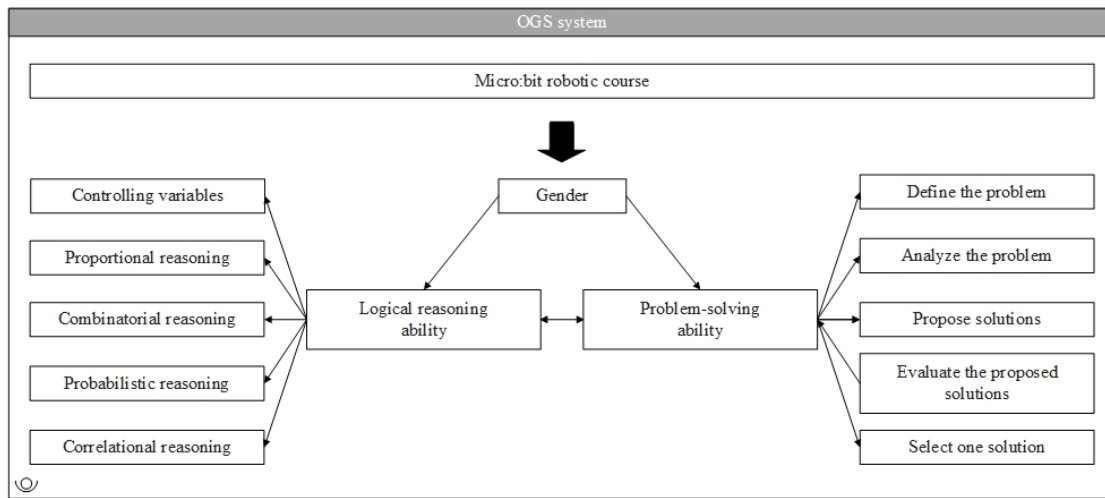 OGS system
Micro:bit robotic course
Controlling variables
Proportional reasoning
Combinatorial reasoning
Probabilistic reasoning
Correlational reasoning
Gender
Logical reasoning
ability
Problem-solving
ability
Define the problem
Analyze the problem
Propose solutions
Evaluate the proposed
solutions
Select one solution